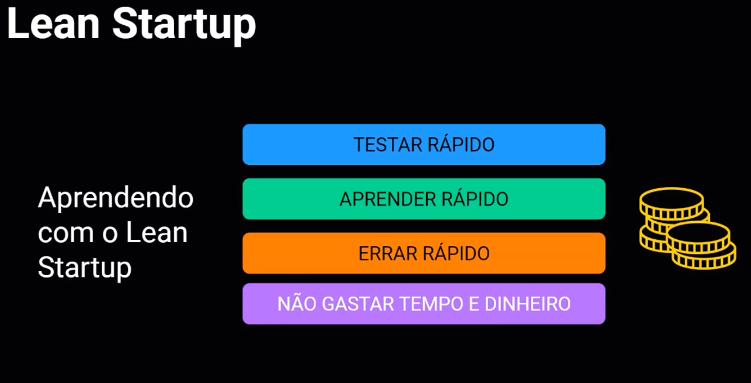 Lean Startup
TESTAR RÁPIDO
APRENDER RÁPIDO
ERRAR RÁPIDO
NÃO GASTAR TEMPO E DINHEIRO
Aprendendo
com o Lean
Startup